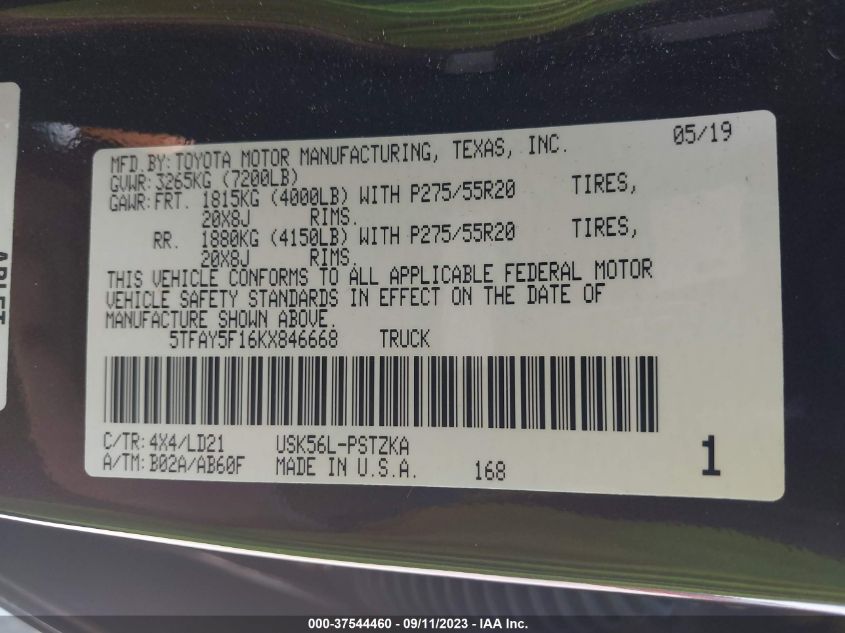 MFD.BY: TOYOTA MOTOR MANUFACTURING, TEXAS, INC. 05/19
GVWR: 3265KG (7200LB)
GAWR: FRT. 1815KG (4000LB) WITH P275/55R20 TIRES,
20X8J RIMS.
RR. 1880KG (4150LB) WITH P275/55R20 TIRES,
20X8J RIMS.
THIS VEHICLE CONFORMS TO ALL APPLICABLE FEDERAL MOTOR
VEHICLE SAFETY STANDARDS IN EFFECT ON THE DATE OF
MANUFACTURE SHOWN ABOVE.
5TFAY5F16KX846668 TRUCK
C/TR: 4X4/LD21 USK56L-PSTZKA
A/TM: B02A/AB60F MADE IN U.S.A. 168 1
000-37544460 - 09/11/2023 - IAA Inc.